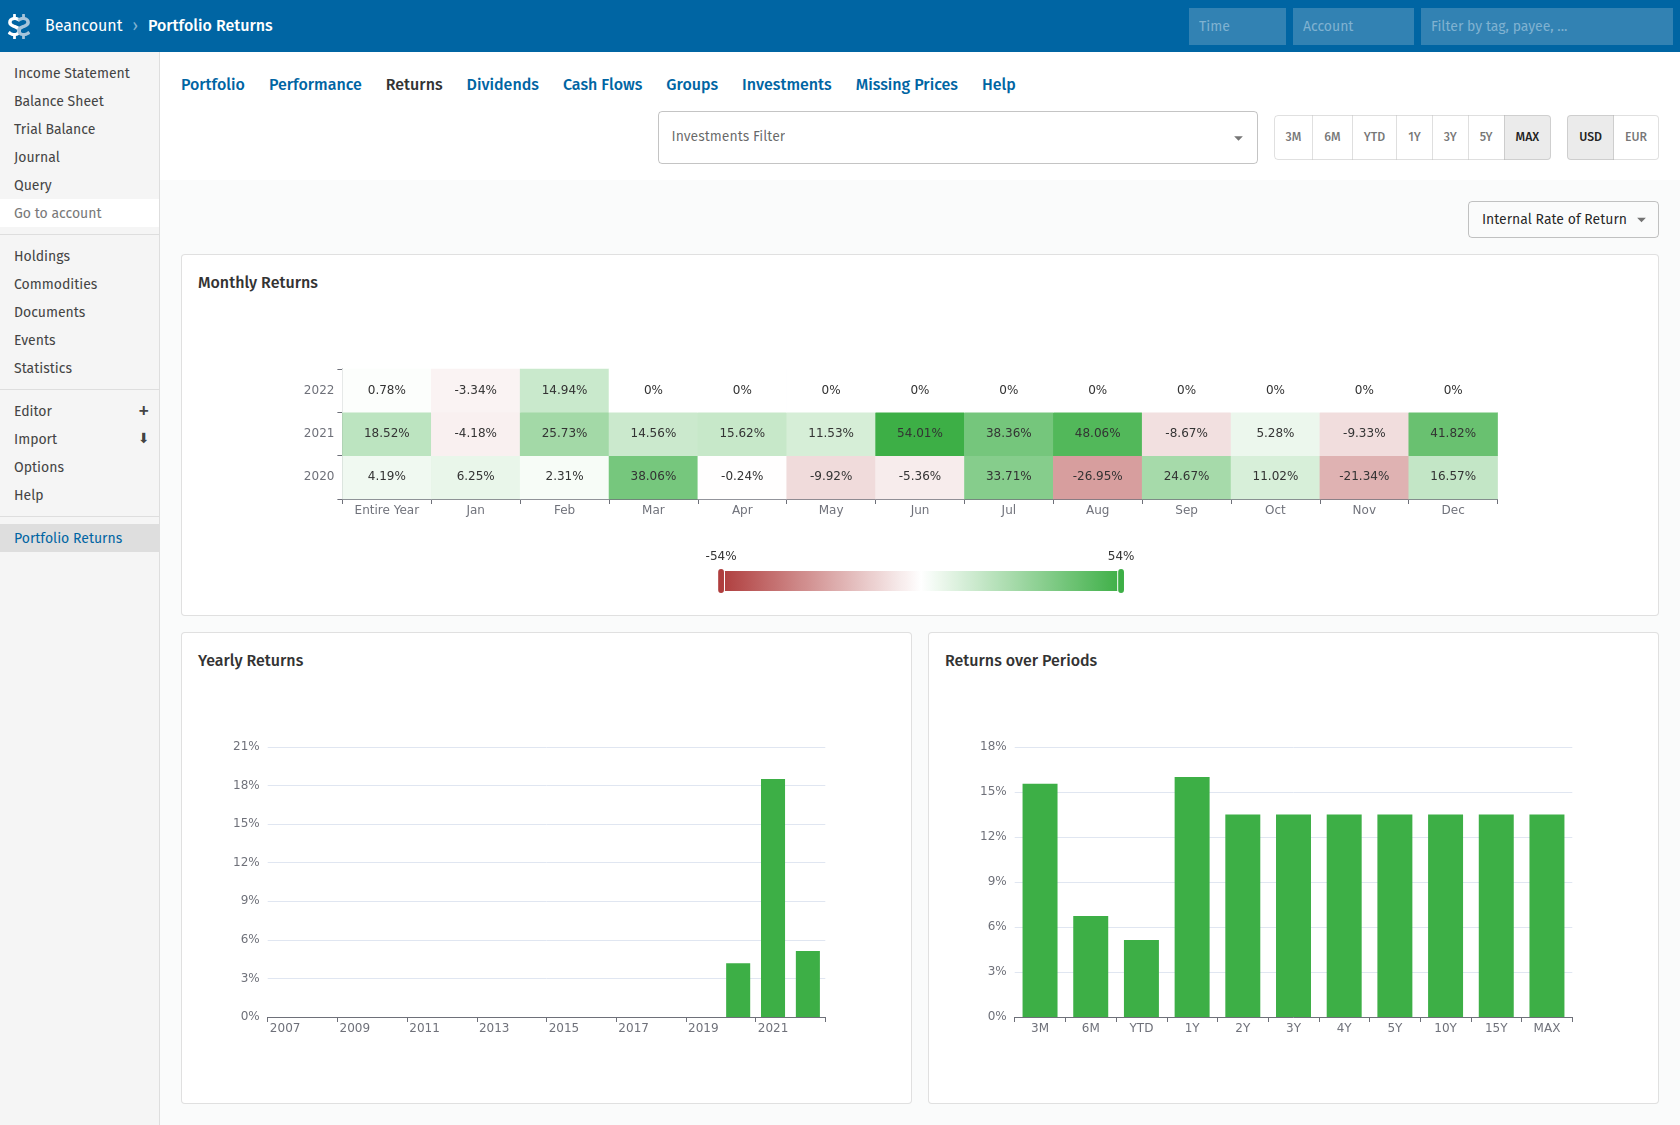 Beancount › Portfolio Returns
Time
Account
Filter by tag, payee, ...
Income Statement
Balance Sheet
Trial Balance
Journal
Query
Go to account
Holdings
Commodities
Documents
Events
Statistics
Editor +
Import
Options
Help
Portfolio Returns
Portfolio Performance Returns Dividends Cash Flows Groups Investments Missing Prices Help
Investments Filter
3M 6M YTD 1Y 3Y 5Y MAX
USD EUR
Internal Rate of Return
Monthly Returns
2022 0.78% -3.34% 14.94% 0% 0% 0% 0% 0% 0% 0% 0% 0% 0%
2021 18.52% -4.18% 25.73% 14.56% 15.62% 11.53% 54.01% 38.36% 48.06% -8.67% 5.28% -9.33% 41.82%
2020 4.19% 6.25% 2.31% 38.06% -0.24% -9.92% -5.36% 33.71% -26.95% 24.67% 11.02% -21.34% 16.57%
Entire Year Jan Feb Mar Apr May Jun Jul Aug Sep Oct Nov Dec
-54% 54%
Yearly Returns
21%
18%
15%
12%
9%
6%
3%
0%
2007 2009 2011 2013 2015 2017 2019 2021
Returns over Periods
18%
15%
12%
9%
6%
3%
0%
3M 6M YTD 1Y 2Y 3Y 4Y 5Y 10Y 15Y MAX